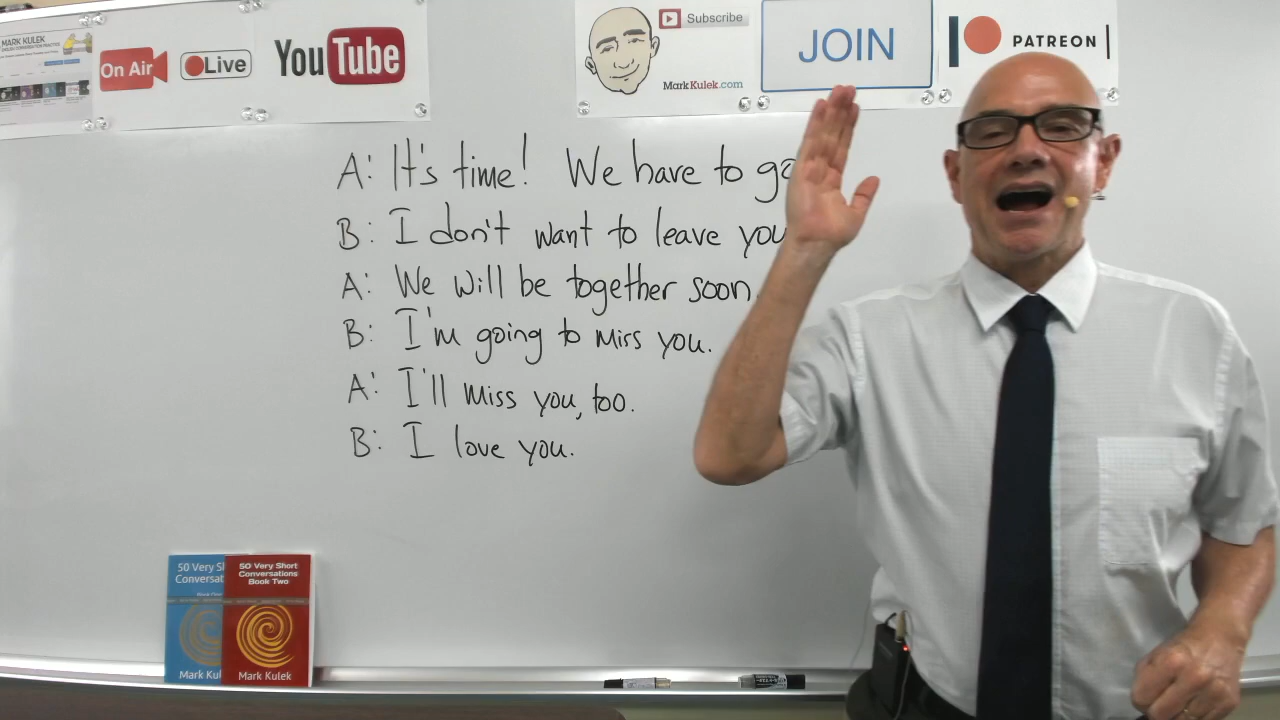 MARK KULEK
On Air
Live
YouTube
Subscribe
MarkKulek.com
JOIN
PATREON
A: It's time! We have to go
B: I don't want to leave you
A: We will be together soon.
B: I'm going to miss you.
A: I'll miss you, too.
B: I love you.
50 Very
50 Very Short
Conversations
Book Two
Mark
Mark Kulek